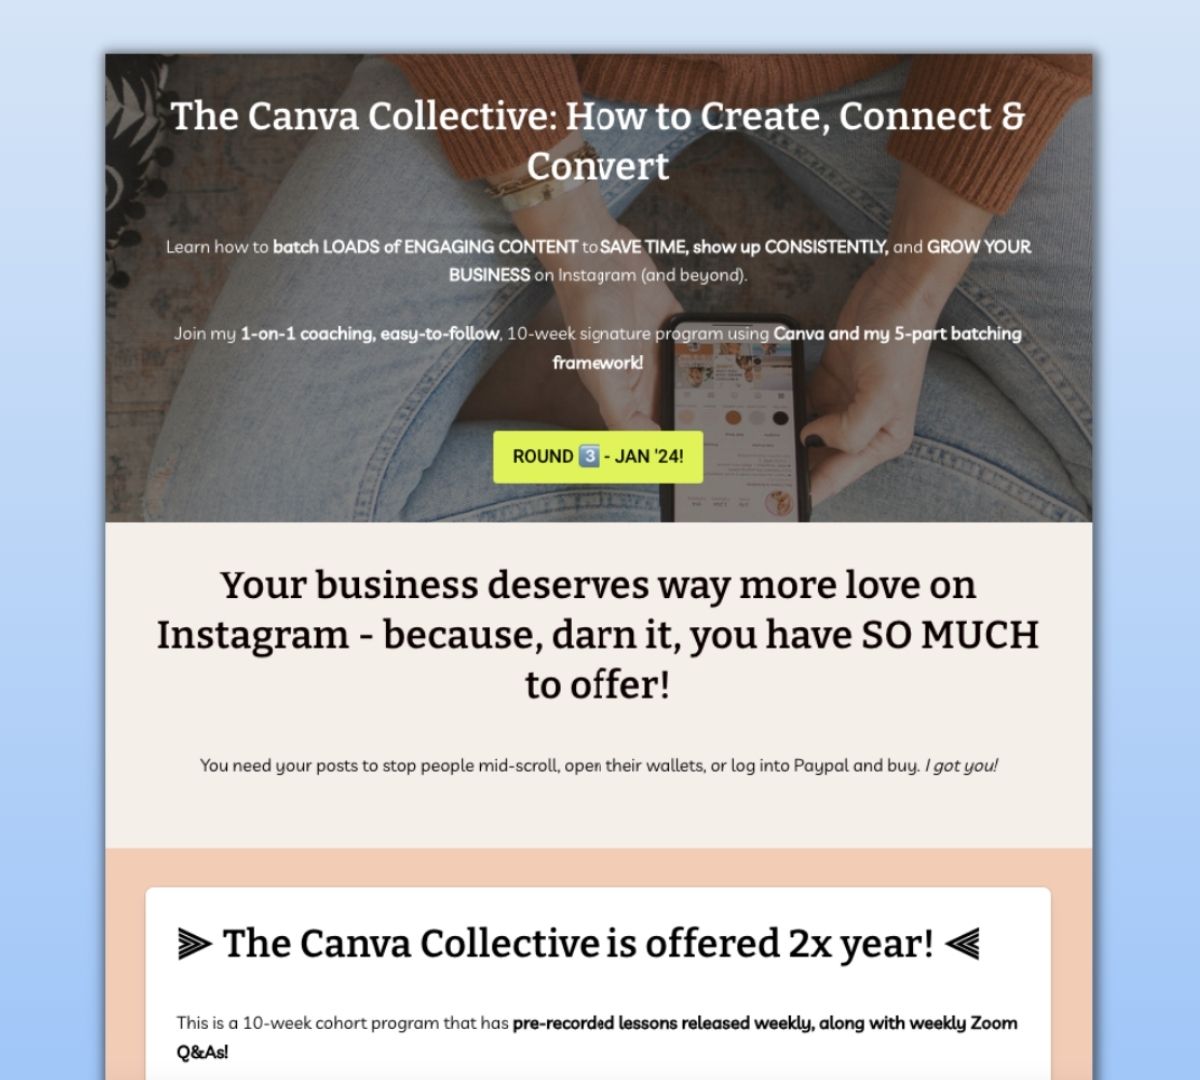 The Canva Collective: How to Create, Connect &
Convert
Learn how to batch LOADS of ENGAGING CONTENT to SAVE TIME, show up CONSISTENTLY, and GROW YOUR
BUSINESS on Instagram (and beyond).
Join my 1-on-1 coaching, easy-to-follow, 10-week signature program using Canva and my 5-part batching
framework!
ROUND 3️⃣ - JAN '24!
Your business deserves way more love on
Instagram - because, darn it, you have SO MUCH
to offer!
You need your posts to stop people mid-scroll, open their wallets, or log into Paypal and buy. I got you!
⫸ The Canva Collective is offered 2x year! ⫷
This is a 10-week cohort program that has pre-recorded lessons released weekly, along with weekly Zoom
Q&As!